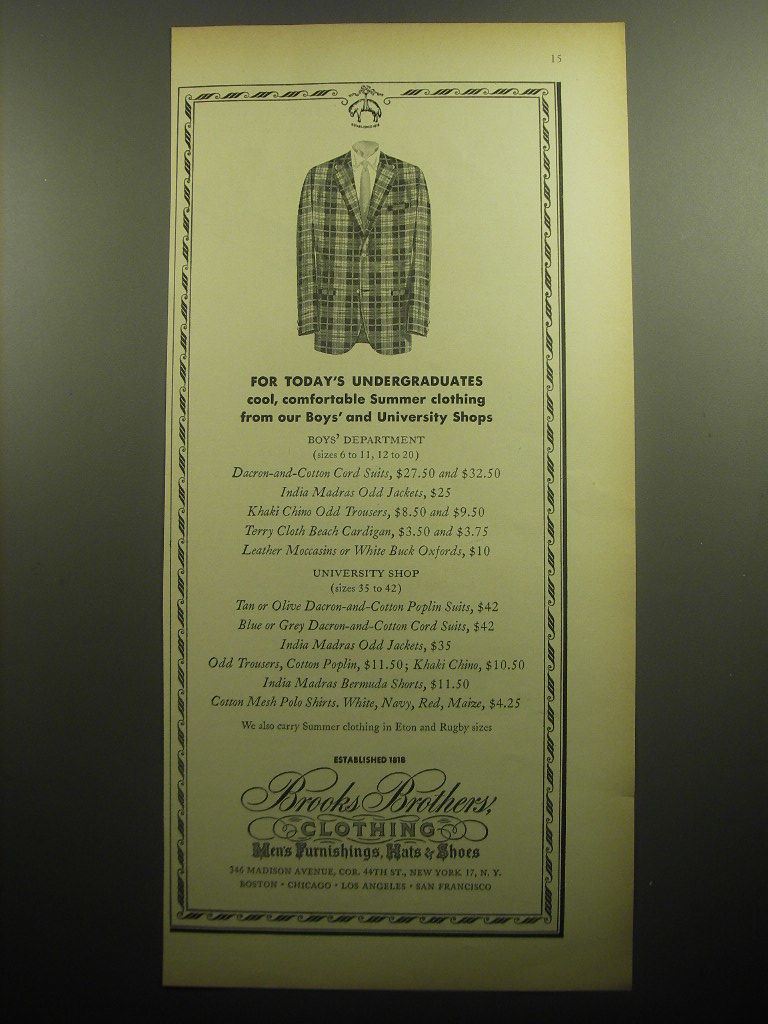 15
ESTABLISHED 1818
FOR TODAY'S UNDERGRADUATES
cool, comfortable Summer clothing
from our Boys' and University Shops
BOYS' DEPARTMENT
(sizes 6 to 11, 12 to 20)
Dacron-and-Cotton Cord Suits, $27.50 and $32.50
India Madras Odd Jackets, $25
Khaki Chino Odd Trousers, $8.50 and $9.50
Terry Cloth Beach Cardigan, $3.50 and $3.75
Leather Moccasins or White Buck Oxfords, $10
UNIVERSITY SHOP
(sizes 35 to 42)
Tan or Olive Dacron-and-Cotton Poplin Suits, $42
Blue or Grey Dacron-and-Cotton Cord Suits, $42
India Madras Odd Jackets, $35
Odd Trousers, Cotton Poplin, $11.50; Khaki Chino, $10.50
India Madras Bermuda Shorts, $11.50
Cotton Mesh Polo Shirts. White, Navy, Red, Maize, $4.25
We also carry Summer clothing in Eton and Rugby sizes
ESTABLISHED 1818
Brooks Brothers,
CLOTHING
Men's Furnishings, Hats & Shoes
346 MADISON AVENUE, COR. 44TH ST., NEW YORK 17, N. Y.
BOSTON • CHICAGO • LOS ANGELES • SAN FRANCISCO